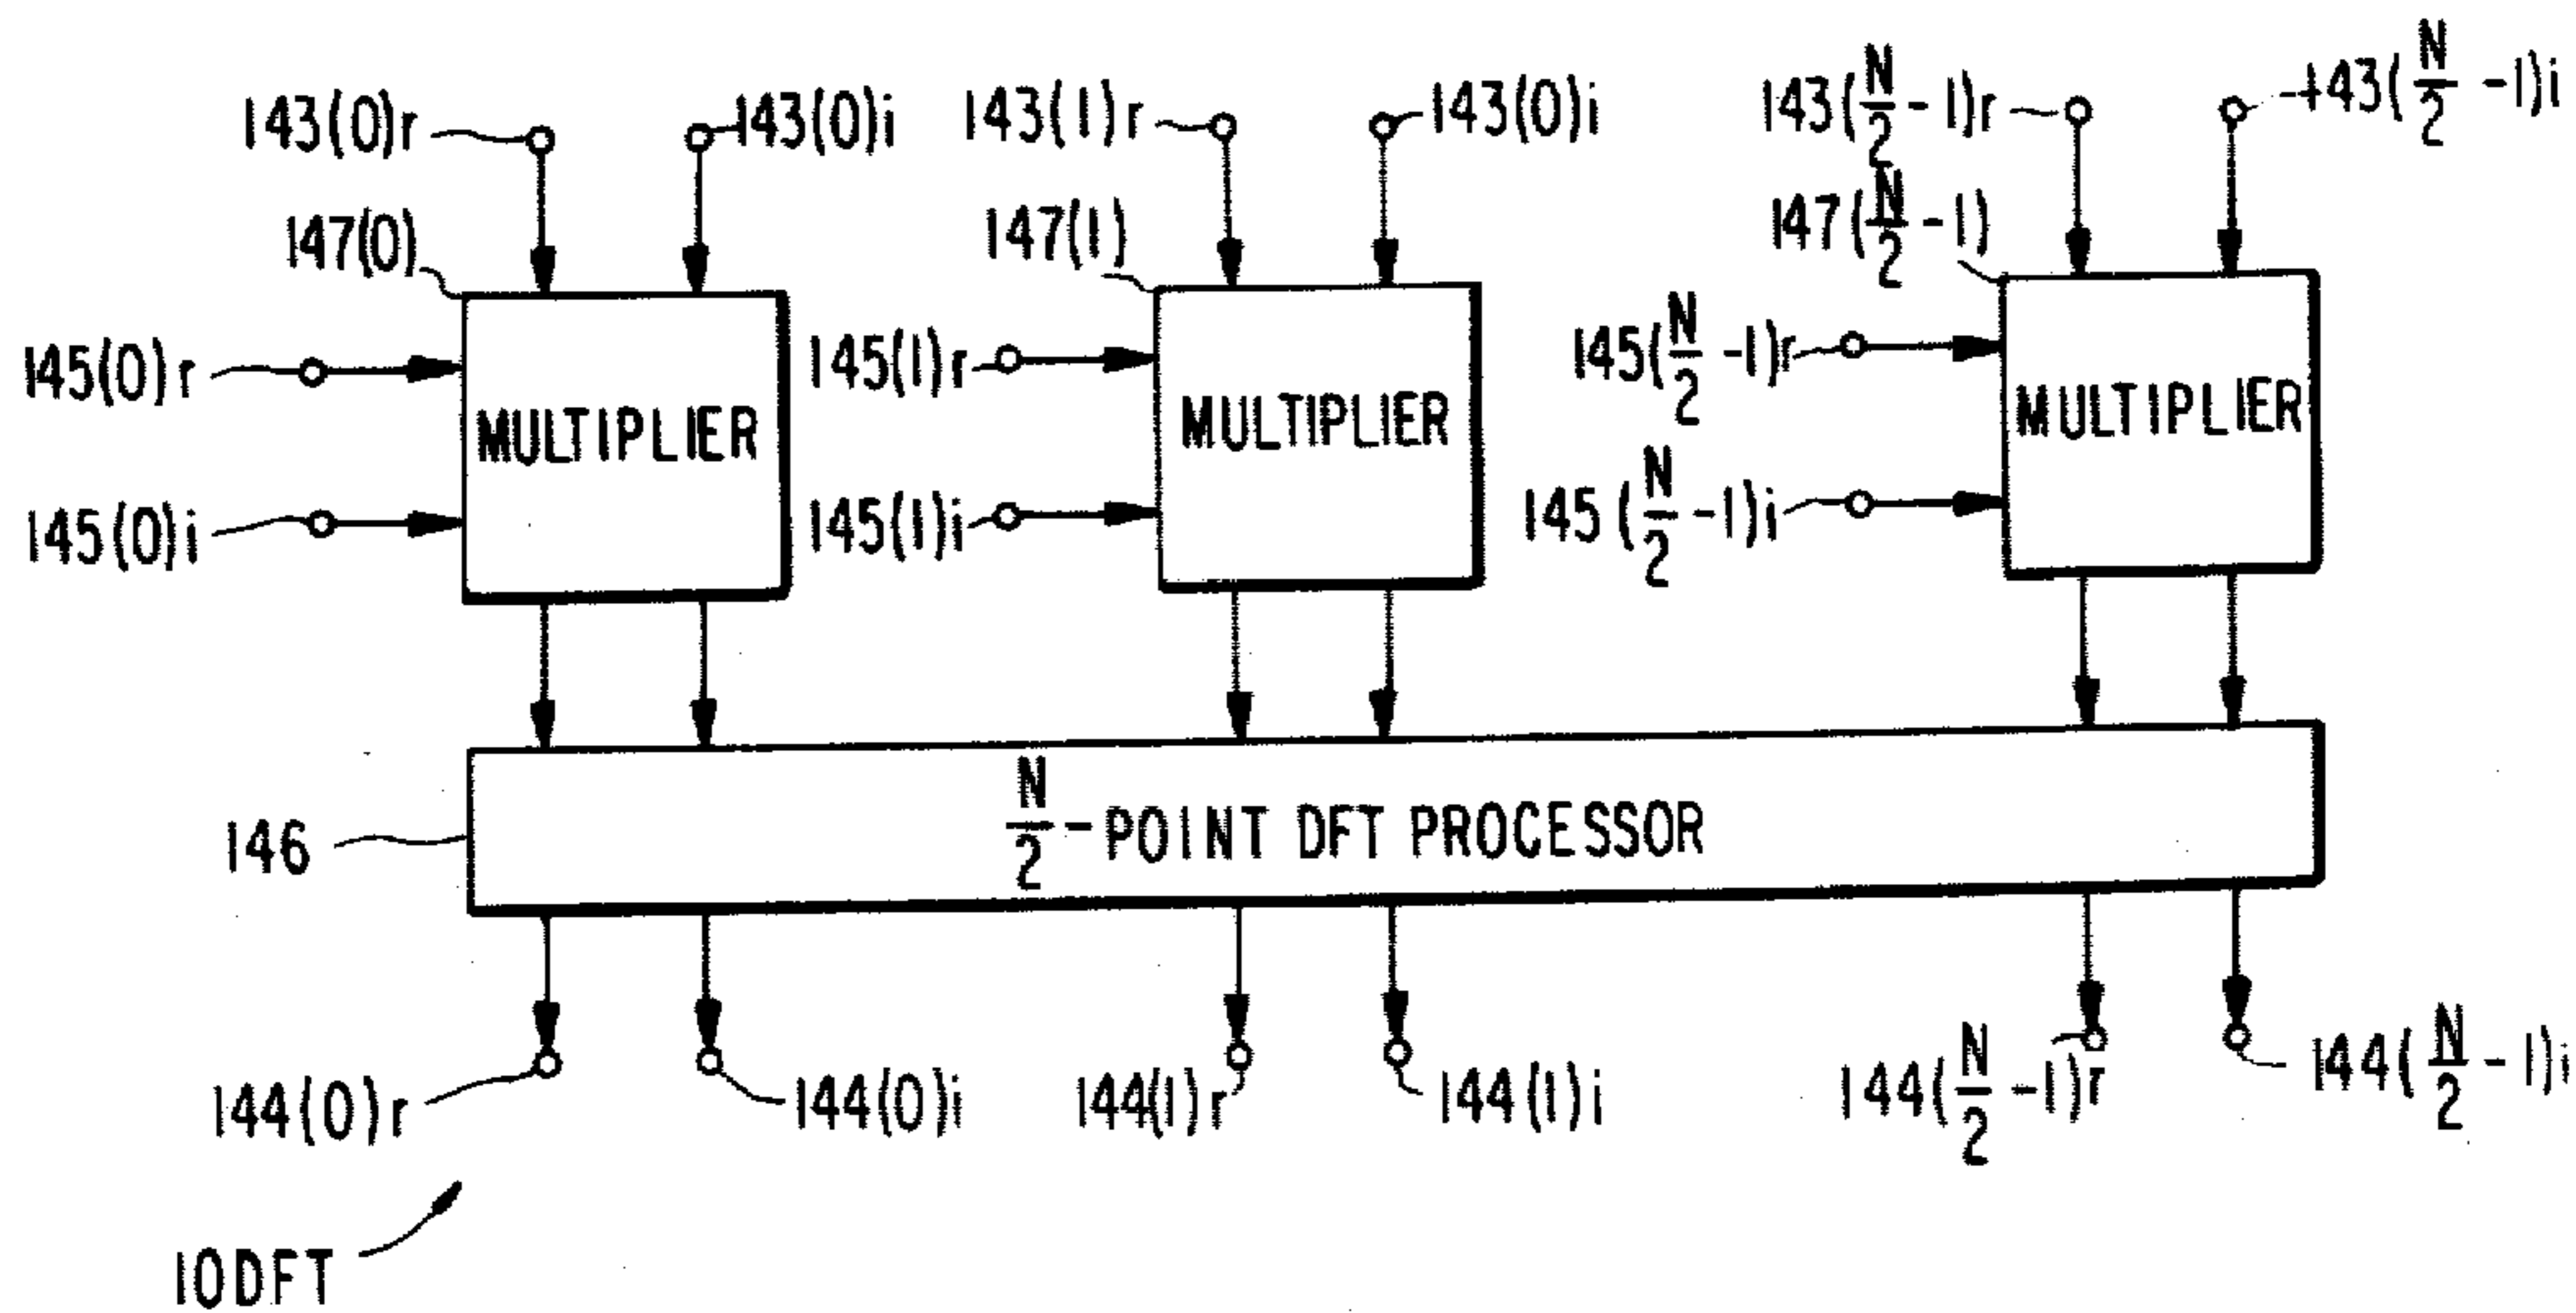 143(0)r 143(0)i 143(1)r 143(0)i 143(N/2 -1)r 143(N/2 -1)i
147(0) 147(1) 147(N/2 -1)
145(0)r 145(1)r 145(N/2 -1)r
MULTIPLIER MULTIPLIER MULTIPLIER
145(0)i 145(1)i 145(N/2 -1)i
146 N/2 -POINT DFT PROCESSOR
144(0)r 144(0)i 144(1)r 144(1)i 144(N/2 -1)r 144(N/2 -1)i
10DFT